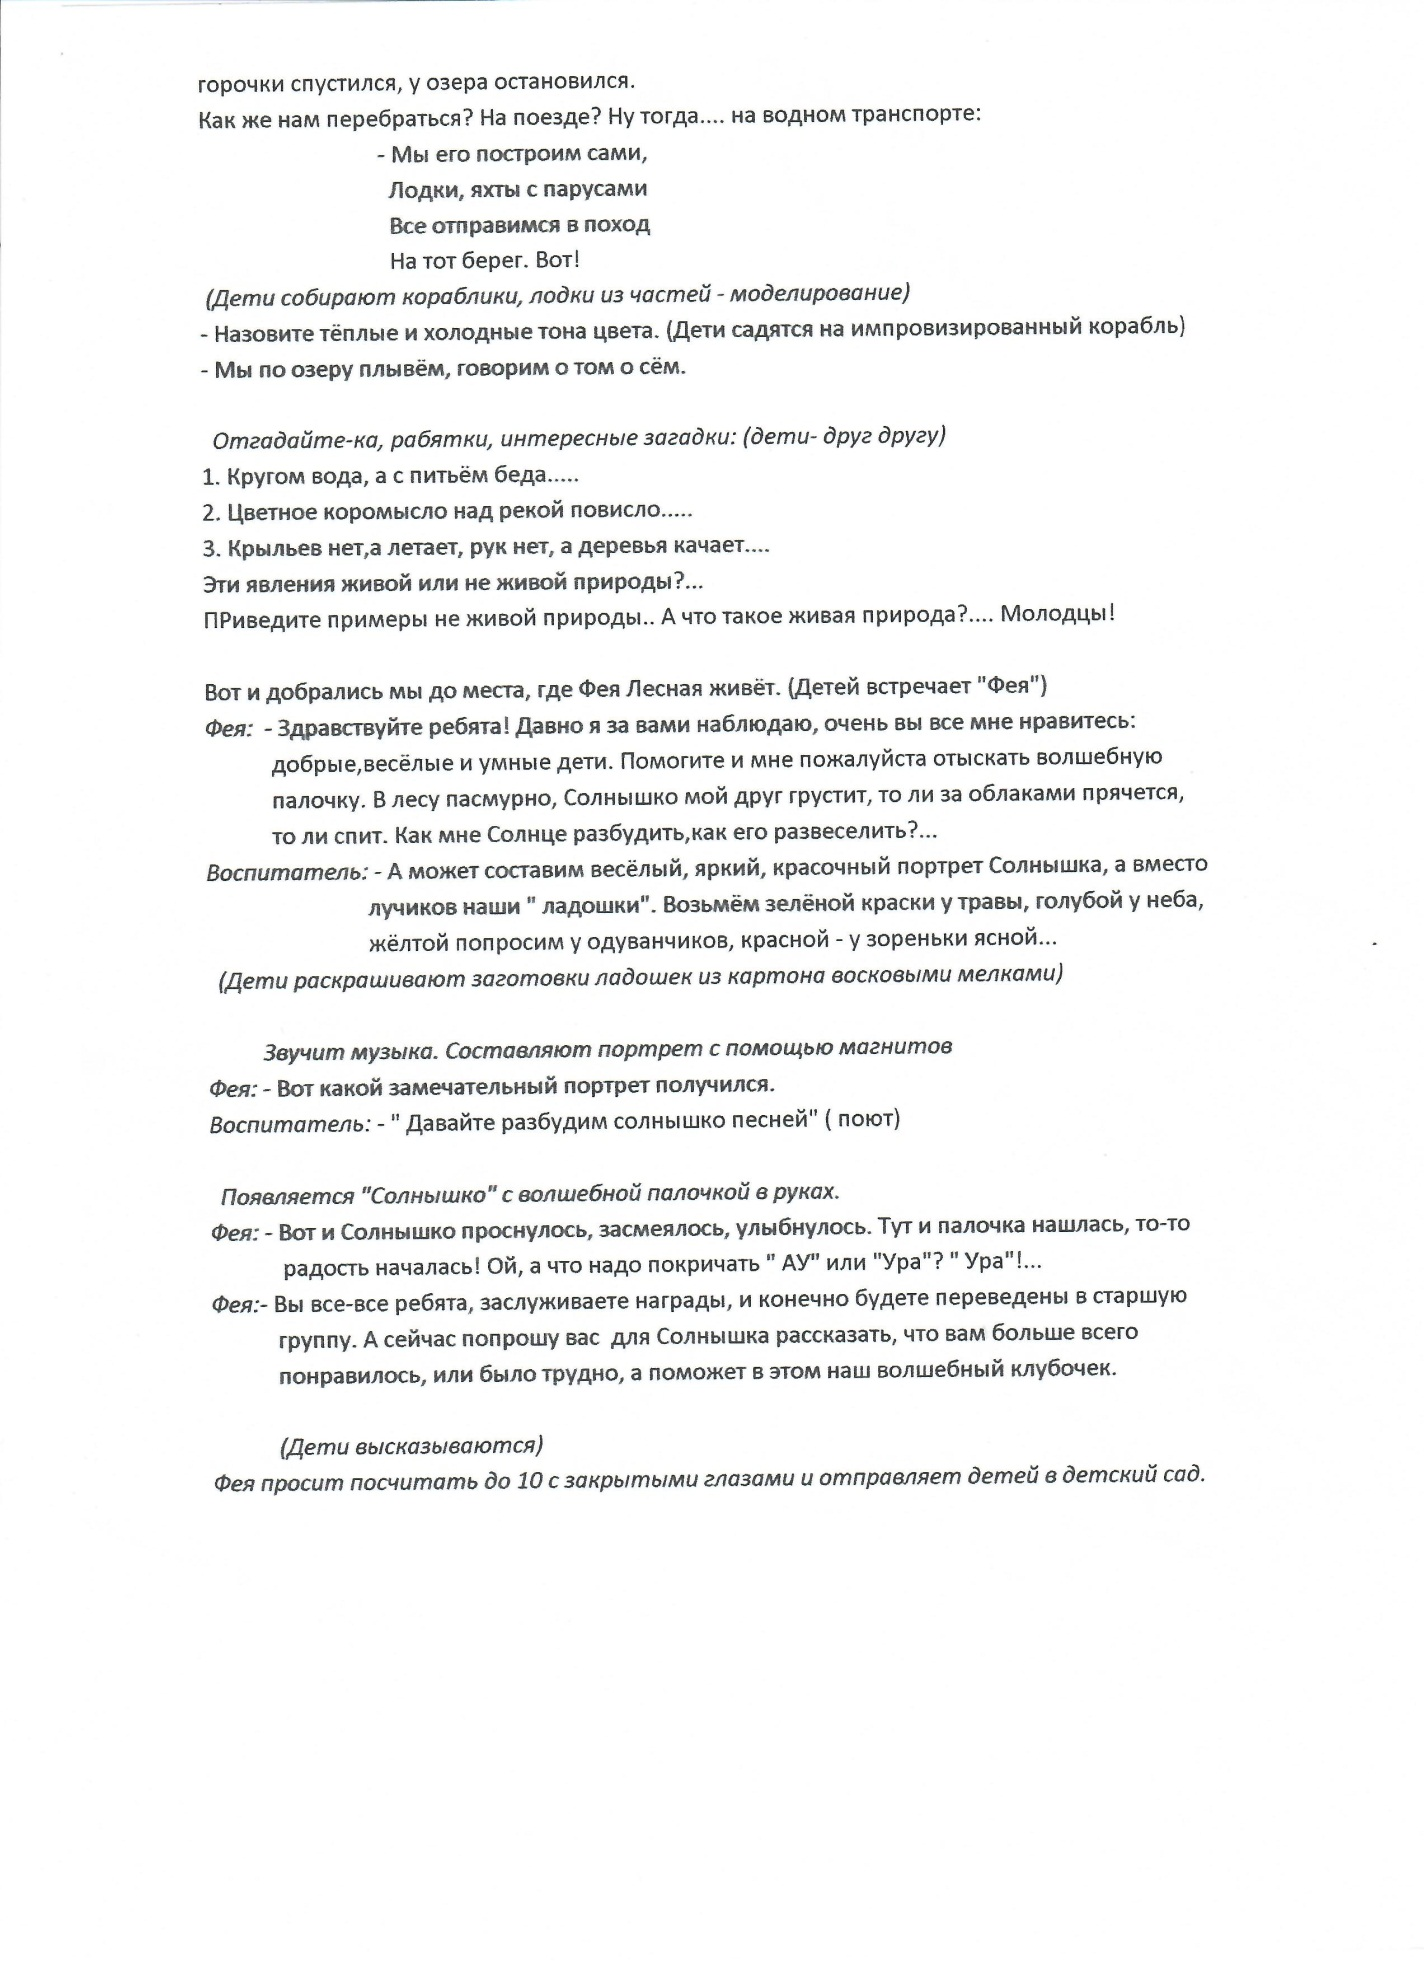 горочки спустился, у озера остановился.
Как же нам перебраться? На поезде? Ну тогда.... на водном транспорте:
- Мы его построим сами,
Лодки, яхты с парусами
Все отправимся в поход
На тот берег. Вот!
(Дети собирают кораблики, лодки из частей - моделирование)
- Назовите тёплые и холодные тона цвета. (Дети садятся на импровизированный корабль)
- Мы по озеру плывём, говорим о том о сём.
Отгадайте-ка, рабятки, интересные загадки: (дети- друг другу)
1. Кругом вода, а с питьём беда.....
2. Цветное коромысло над рекой повисло.....
3. Крыльев нет,а летает, рук нет, а деревья качает....
Эти явления живой или не живой природы?...
ПРиведите примеры не живой природы.. А что такое живая природа?.... Молодцы!
Вот и добрались мы до места, где Фея Лесная живёт. (Детей встречает "Фея")
Фея: - Здравствуйте ребята! Давно я за вами наблюдаю, очень вы все мне нравитесь:
добрые,весёлые и умные дети. Помогите и мне пожалуйста отыскать волшебную
палочку. В лесу пасмурно, Солнышко мой друг грустит, то ли за облаками прячется,
то ли спит. Как мне Солнце разбудить,как его развеселить?...
Воспитатель: - А может составим весёлый, яркий, красочный портрет Солнышка, а вместо
лучиков наши " ладошки". Возьмём зелёной краски у травы, голубой у неба,
жёлтой попросим у одуванчиков, красной - у зореньки ясной...
(Дети раскрашивают заготовки ладошек из картона восковыми мелками)
Звучит музыка. Составляют портрет с помощью магнитов
Фея: - Вот какой замечательный портрет получился.
Воспитатель: - " Давайте разбудим солнышко песней" ( поют)
Появляется "Солнышко" с волшебной палочкой в руках.
Фея: - Вот и Солнышко проснулось, засмеялось, улыбнулось. Тут и палочка нашлась, то-то
радость началась! Ой, а что надо покричать " АУ" или "Ура"? " Ура"!...
Фея:- Вы все-все ребята, заслуживаете награды, и конечно будете переведены в старшую
группу. А сейчас попрошу вас  для Солнышка рассказать, что вам больше всего
понравилось, или было трудно, а поможет в этом наш волшебный клубочек.
(Дети высказываются)
Фея просит посчитать до 10 с закрытыми глазами и отправляет детей в детский сад.